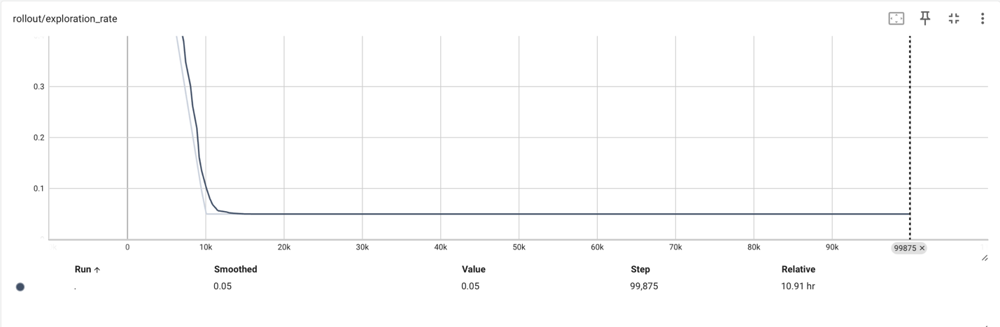 rollout/exploration_rate
0.3
0.2
0.1
0 10k 20k 30k 40k 50k 60k 70k 80k 90k 99875 ×
Run ↑ Smoothed Value Step Relative
. 0.05 0.05 99,875 10.91 hr